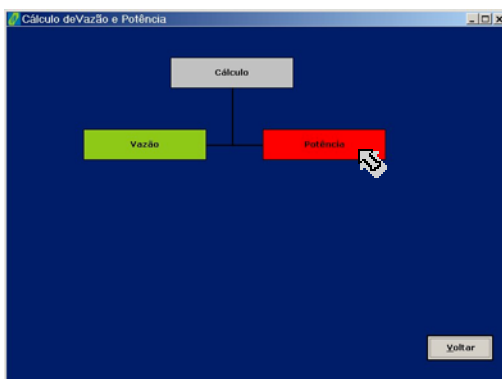 Cálculo deVazão e Potência
Cálculo
Vazão
Potência
Voltar